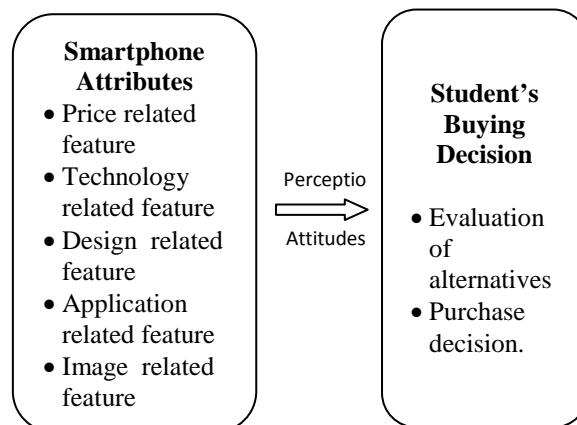 Smartphone
Attributes
• Price related
feature
• Technology
related feature
• Design related
feature
• Application
related feature
• Image related
feature
Perceptio
Attitudes
Student's
Buying
Decision
• Evaluation
of
alternatives
• Purchase
decision.